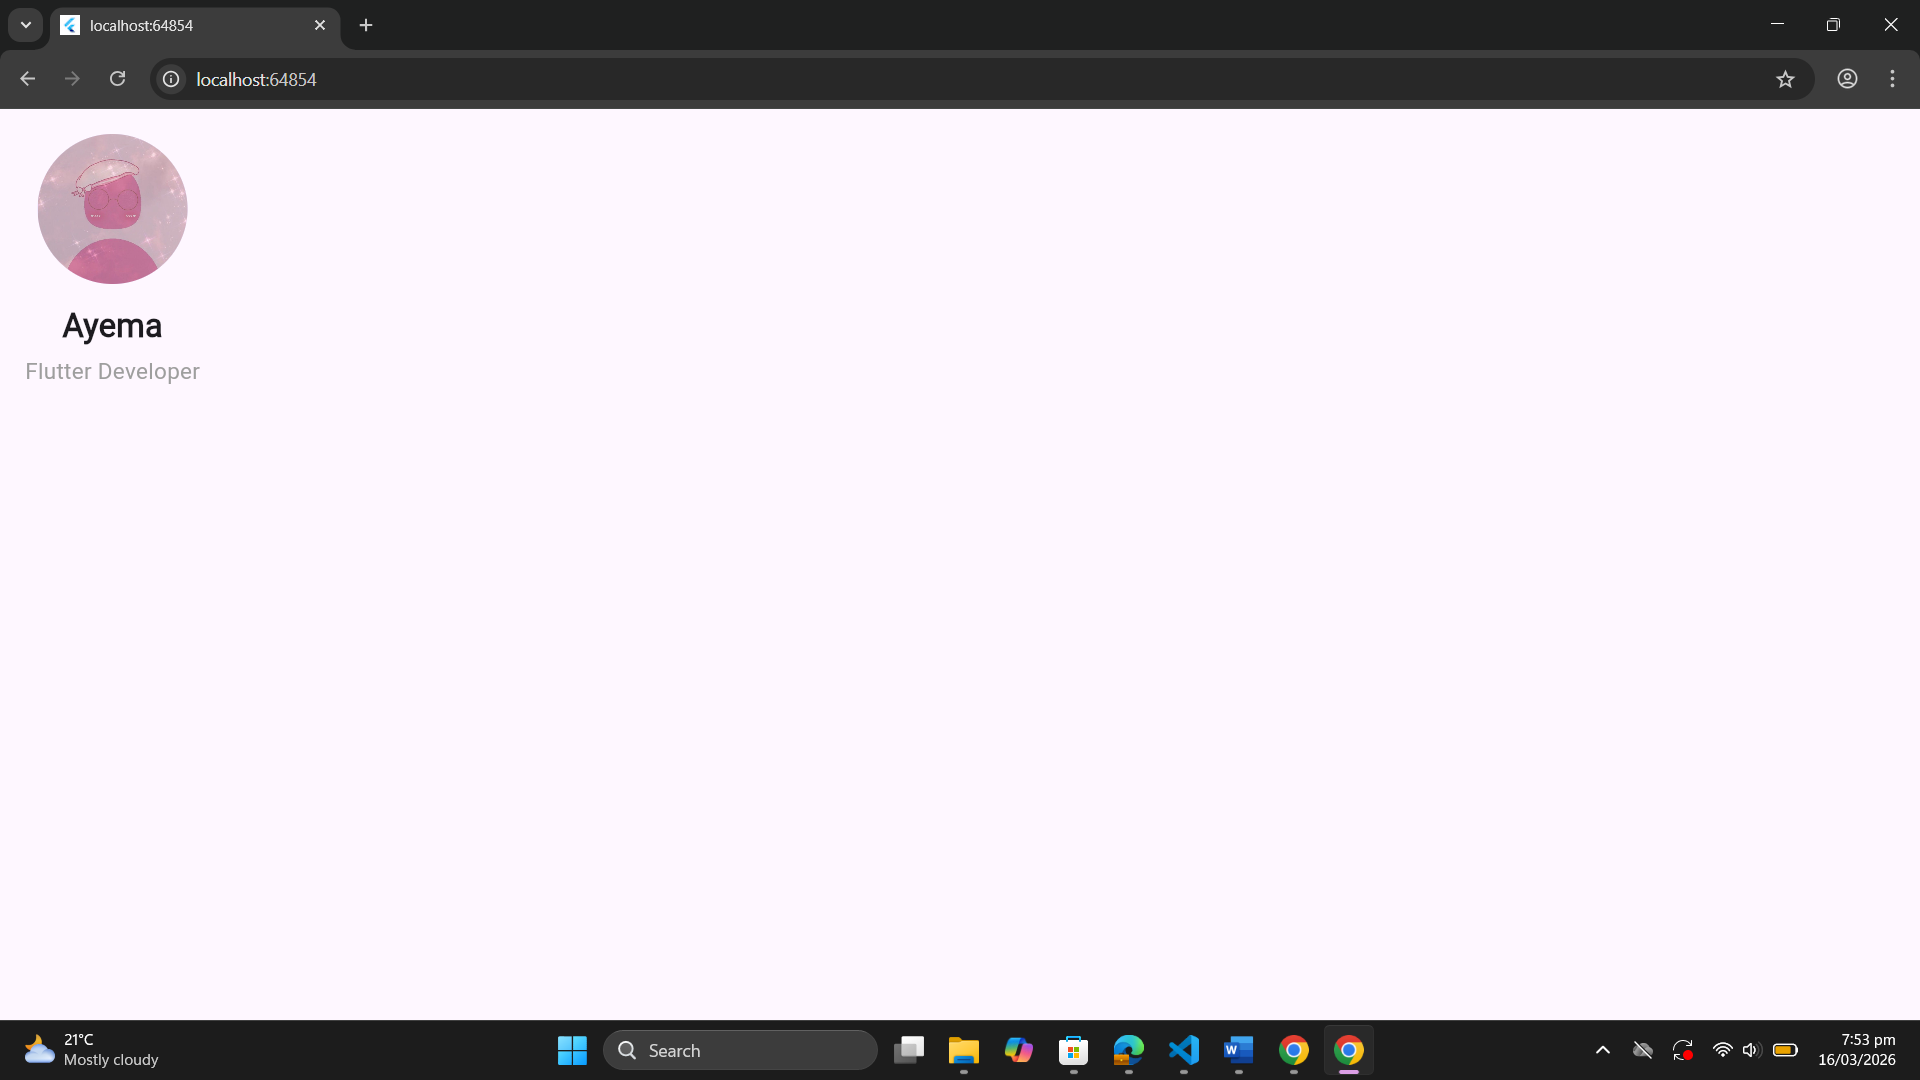 localhost:64854
localhost:64854
Ayema
Flutter Developer
21°C
Mostly cloudy
Search
7:53 pm
16/03/2026